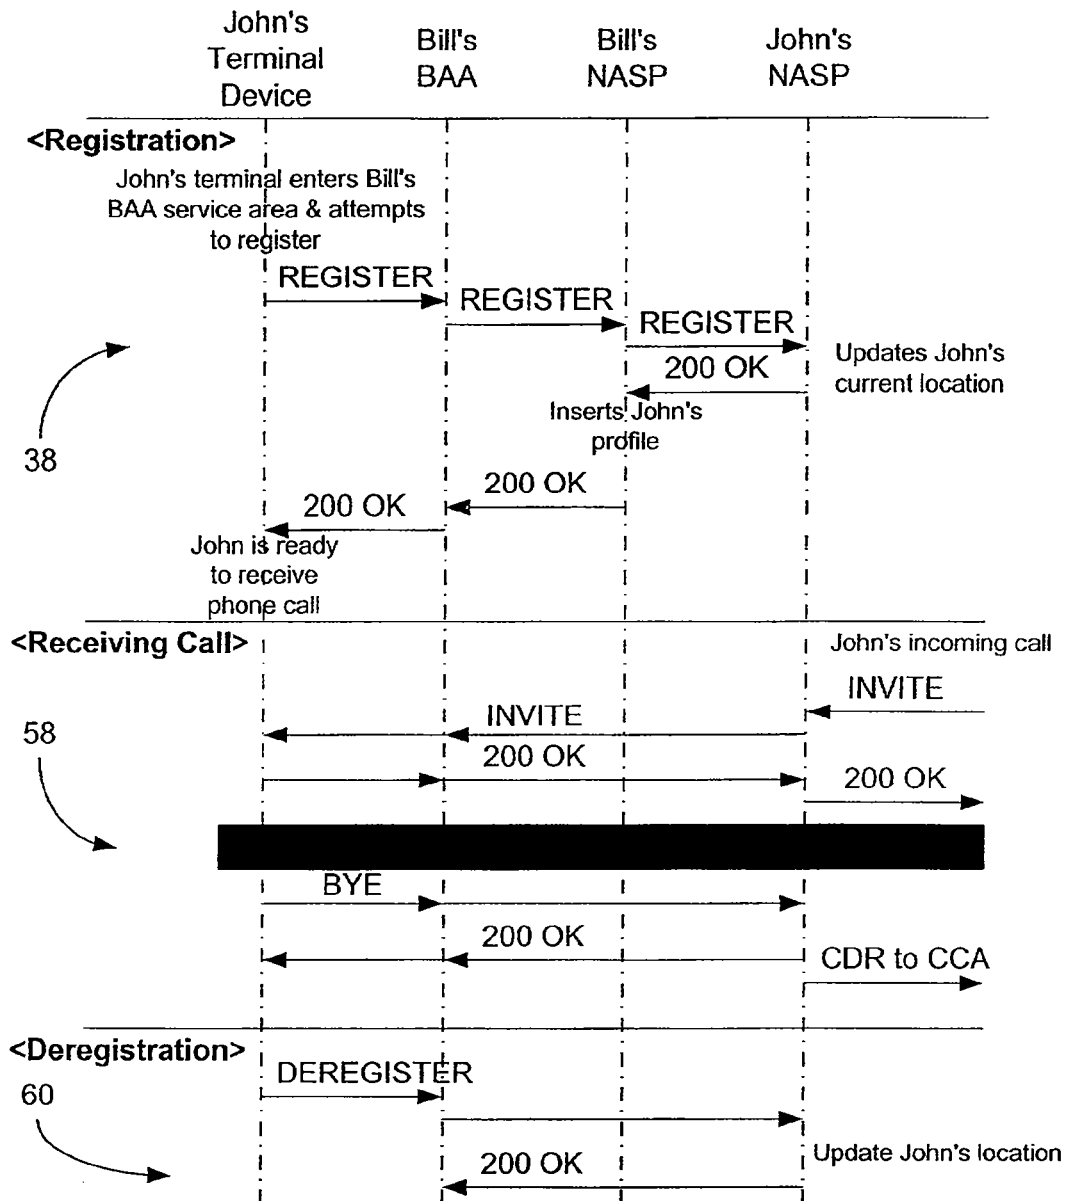 John's
Terminal
Device
Bill's
BAA
Bill's
NASP
John's
NASP
<Registration>
John's terminal enters Bill's
BAA service area & attempts
to register
REGISTER
REGISTER
REGISTER
200 OK
Updates John's
current location
Inserts John's
profile
38
200 OK
200 OK
John is ready
to receive
phone call
<Receiving Call>
John's incoming call
INVITE
INVITE
58
200 OK
200 OK
BYE
200 OK
CDR to CCA
<Deregistration>
DEREGISTER
60
Update John's location
200 OK